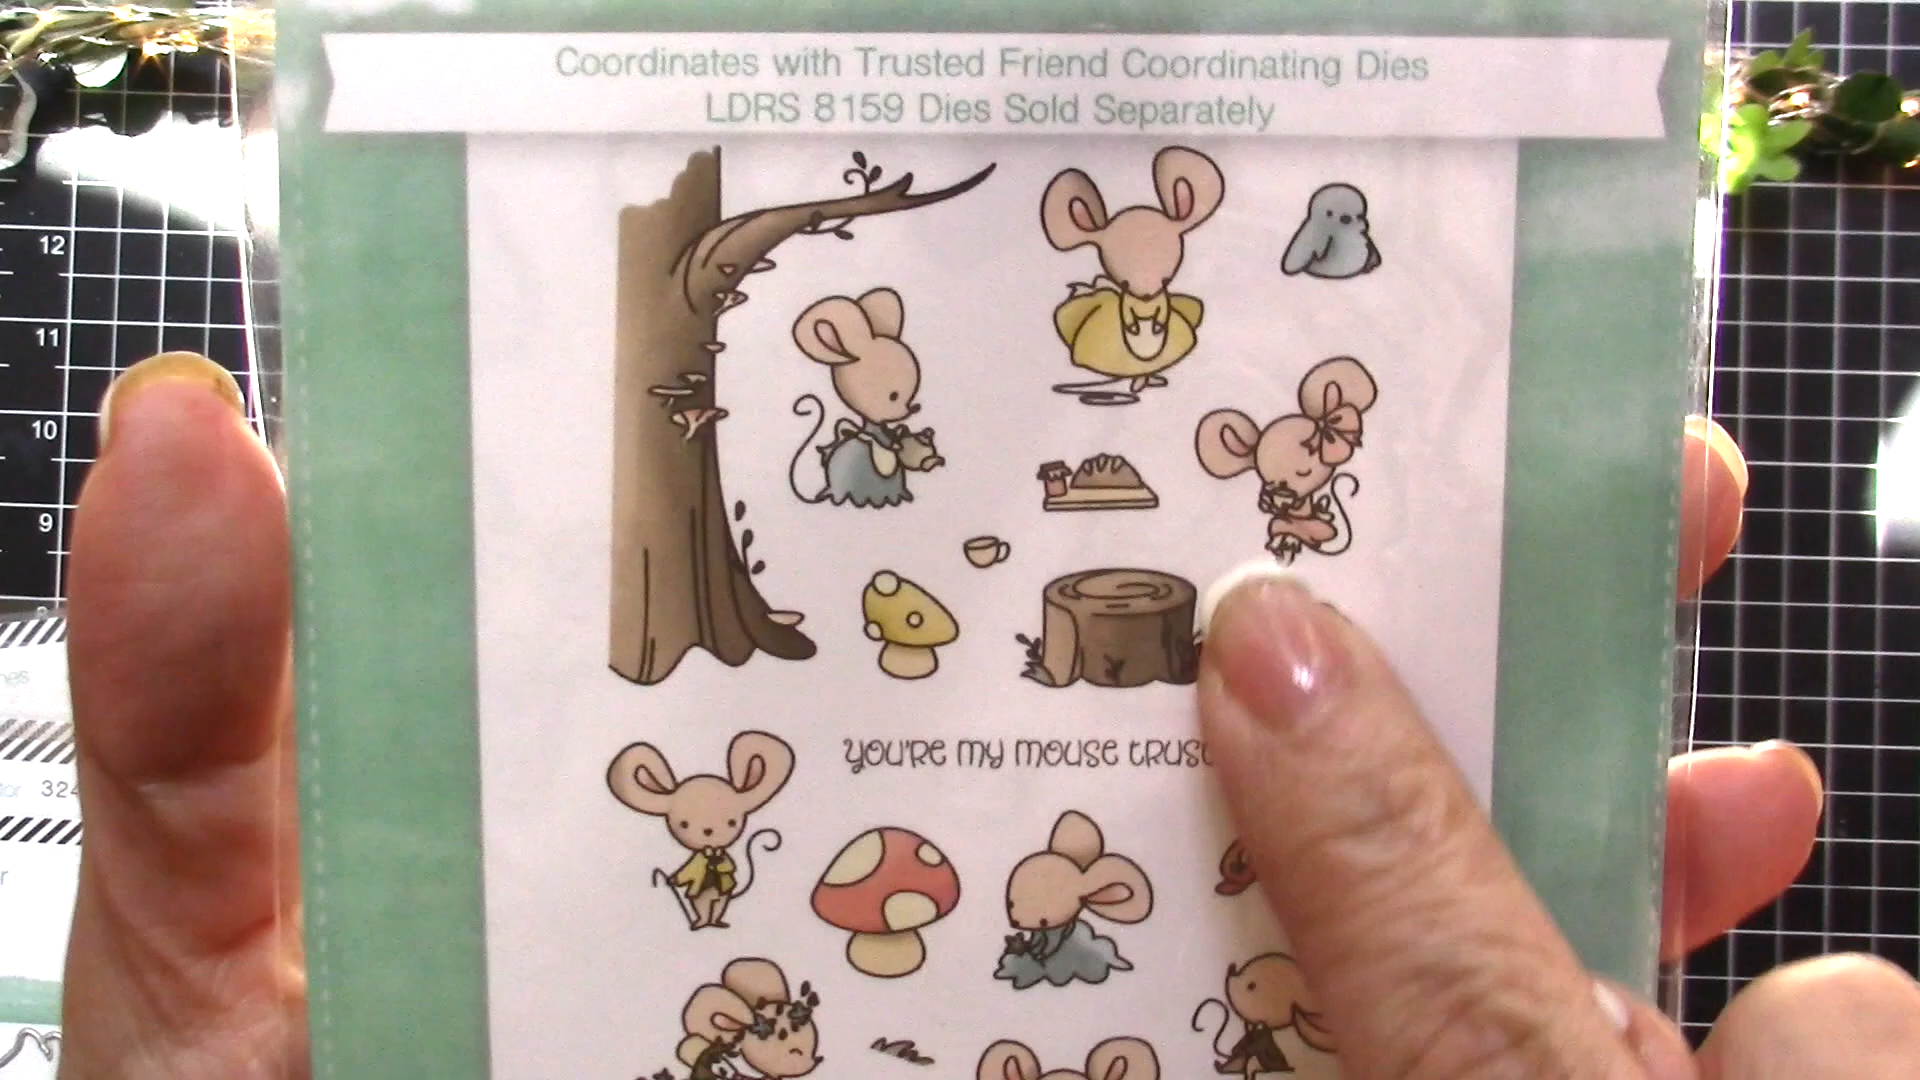 Coordinates with Trusted Friend Coordinating Dies
LDRS 8159 Dies Sold Separately
12
11
10
9
324
You're my mouse trus